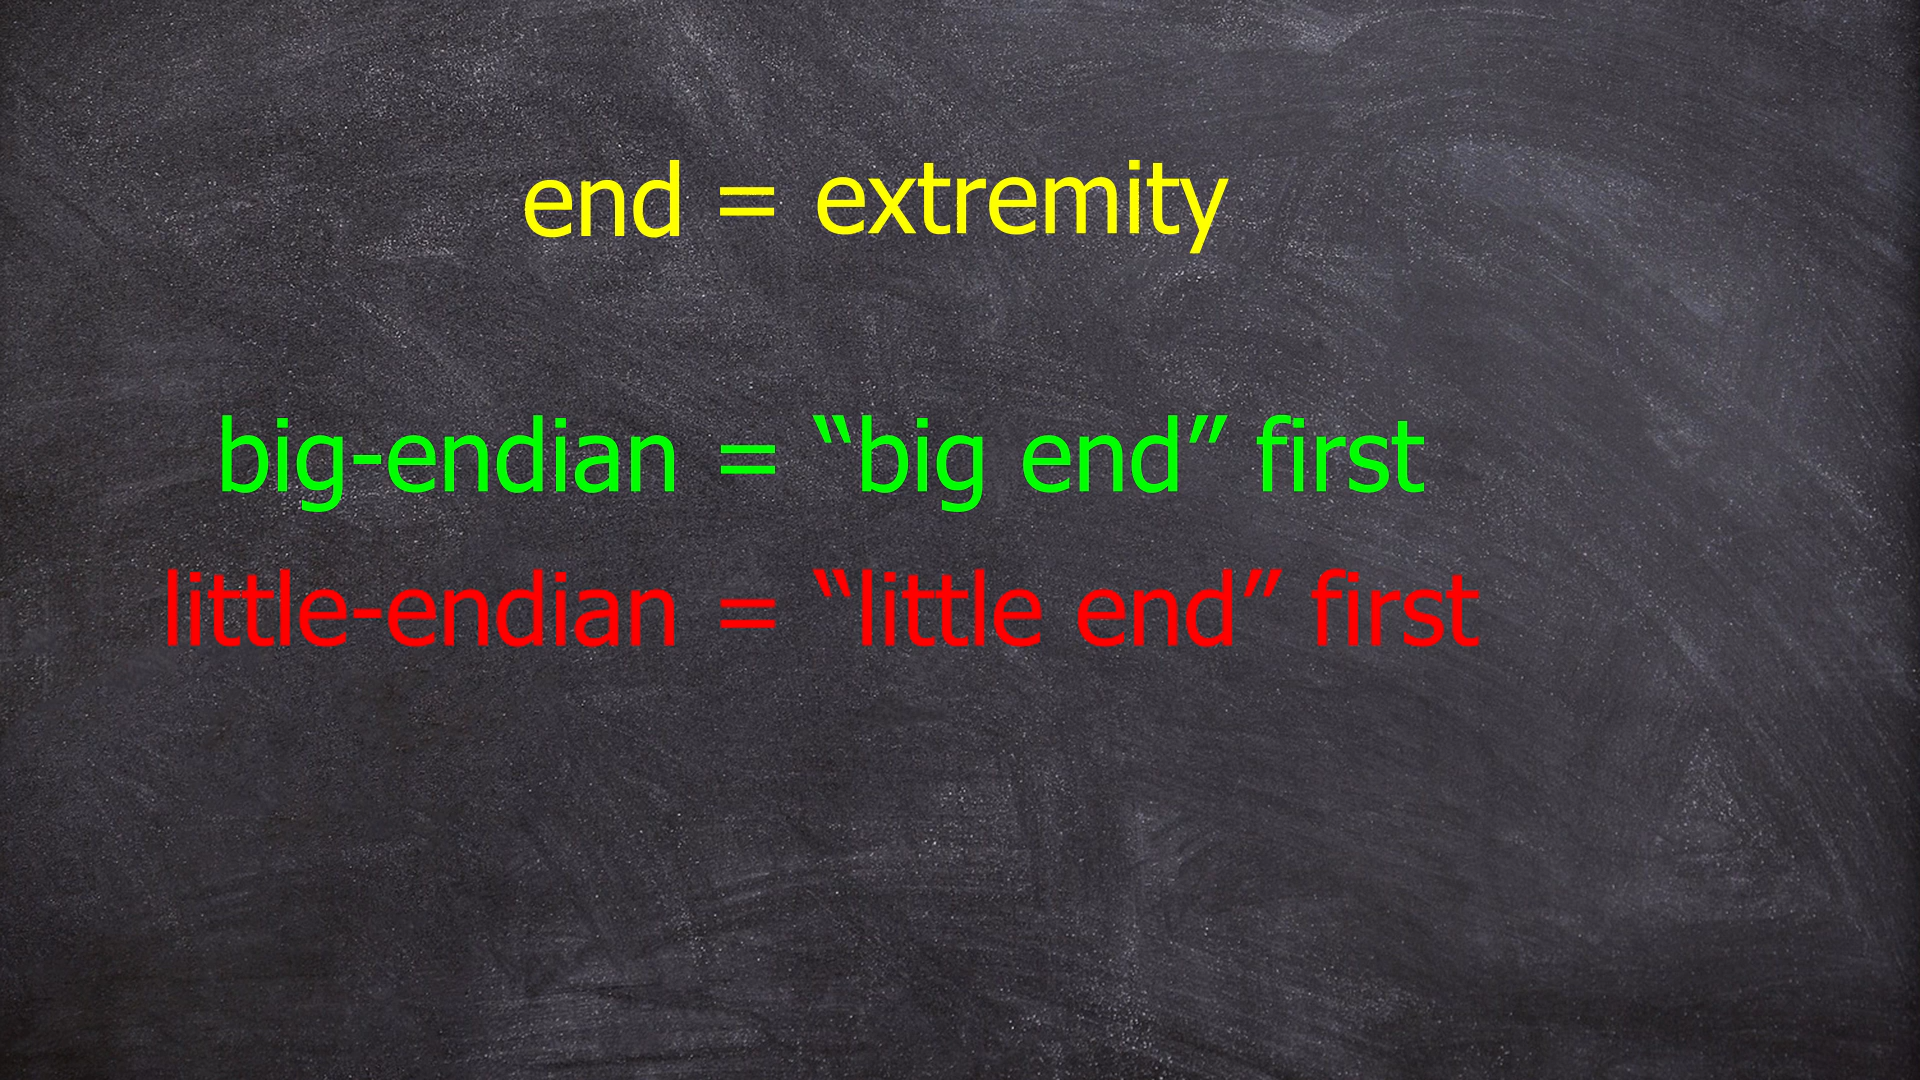 end = extremity
big-endian = “big end” first
little-endian = “little end” first